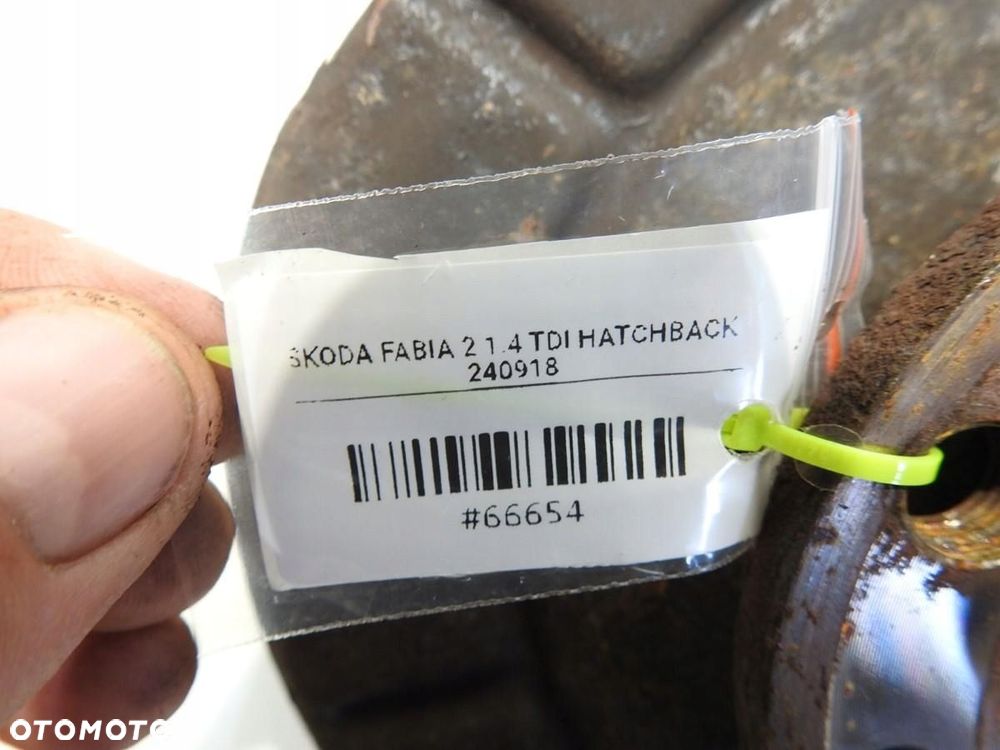 SKODA FABIA 2 1.4 TDI HATCHBACK
240918
#66654
OTOMOTO